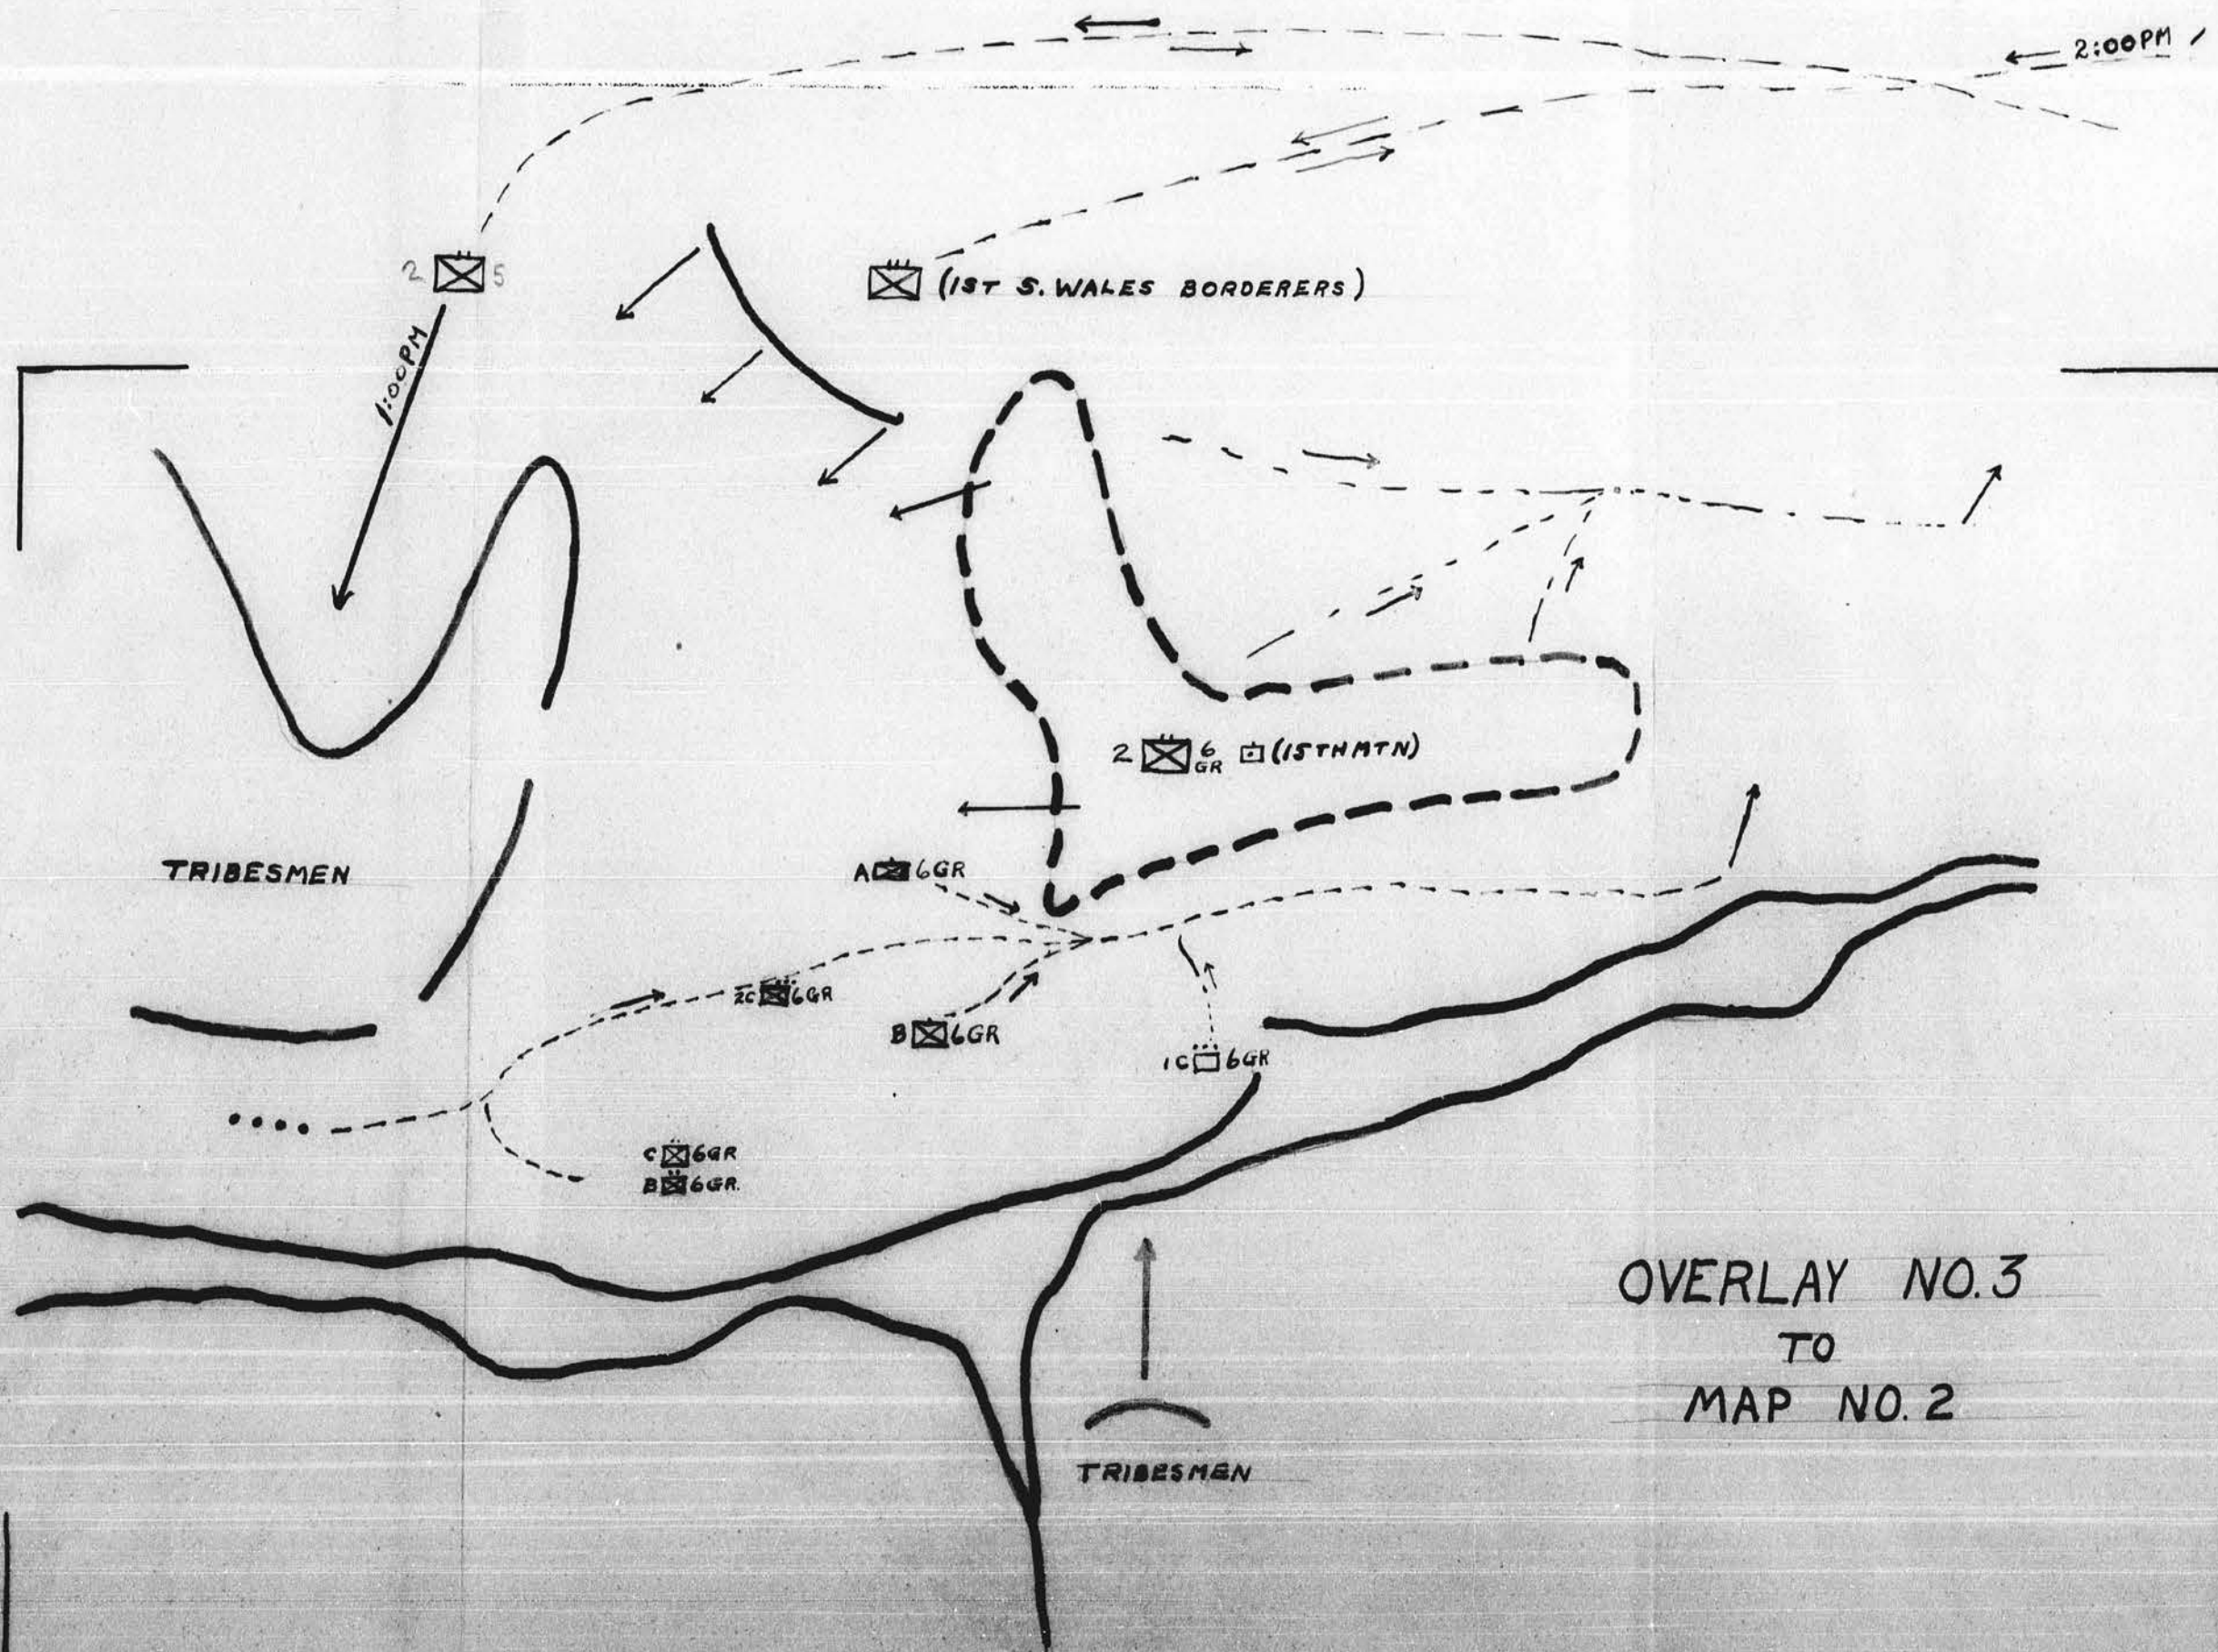 2:00PM
2 5
(1ST S. WALES BORDERERS)
1:00PM
2 6 GR (15TH MTN)
TRIBESMEN
A 6GR
2C 6GR
B 6GR
1C 6GR
C 6GR
B 6GR
OVERLAY NO.3
TO
MAP NO.2
TRIBESMEN